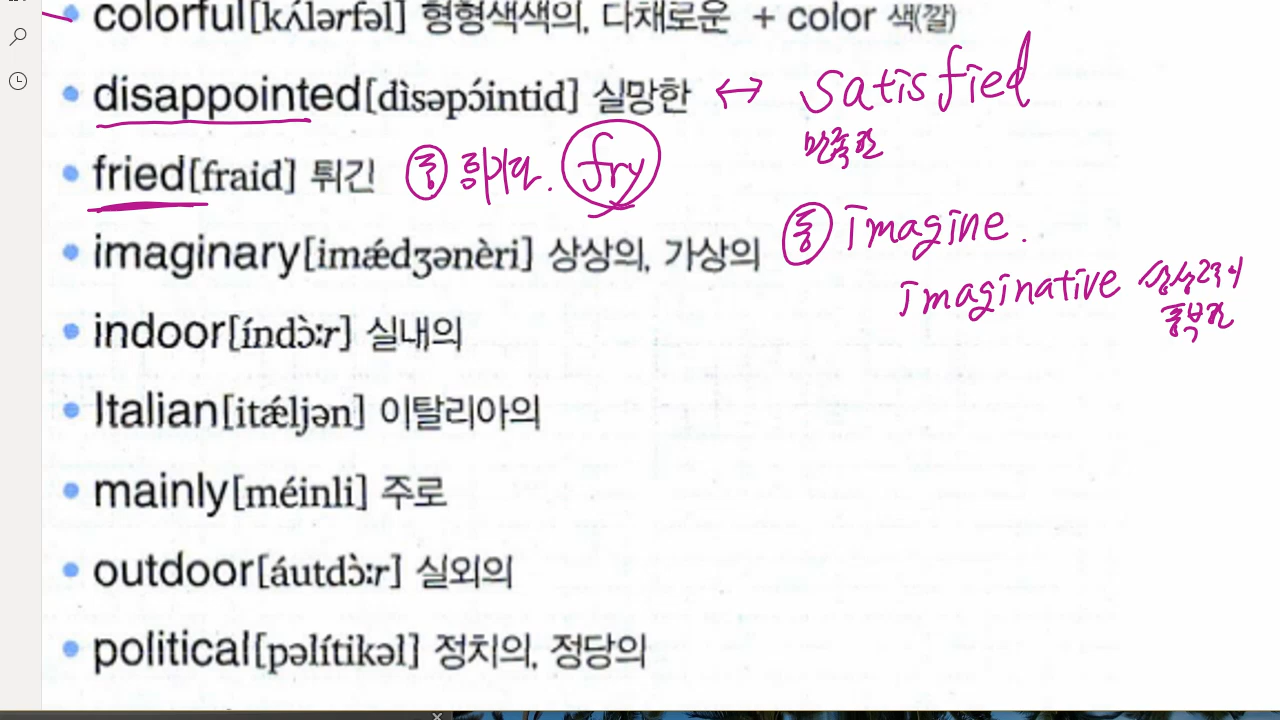 colorful[kʌ́lərfəl] 형형색색의, 다채로운 + color 색(깔)
disappointed[dìsəpɔ́intid] 실망한 ↔ satisfied
만족한
fried[fraid] 튀긴 동 튀기다. fry
imaginary[imǽdʒənèri] 상상의, 가상의 동 imagine.
imaginative 상상력이
풍부한
indoor[índɔ̀ːr] 실내의
Italian[itǽljən] 이탈리아의
mainly[méinli] 주로
outdoor[áutdɔ̀ːr] 실외의
political[pəlítikəl] 정치의, 정당의